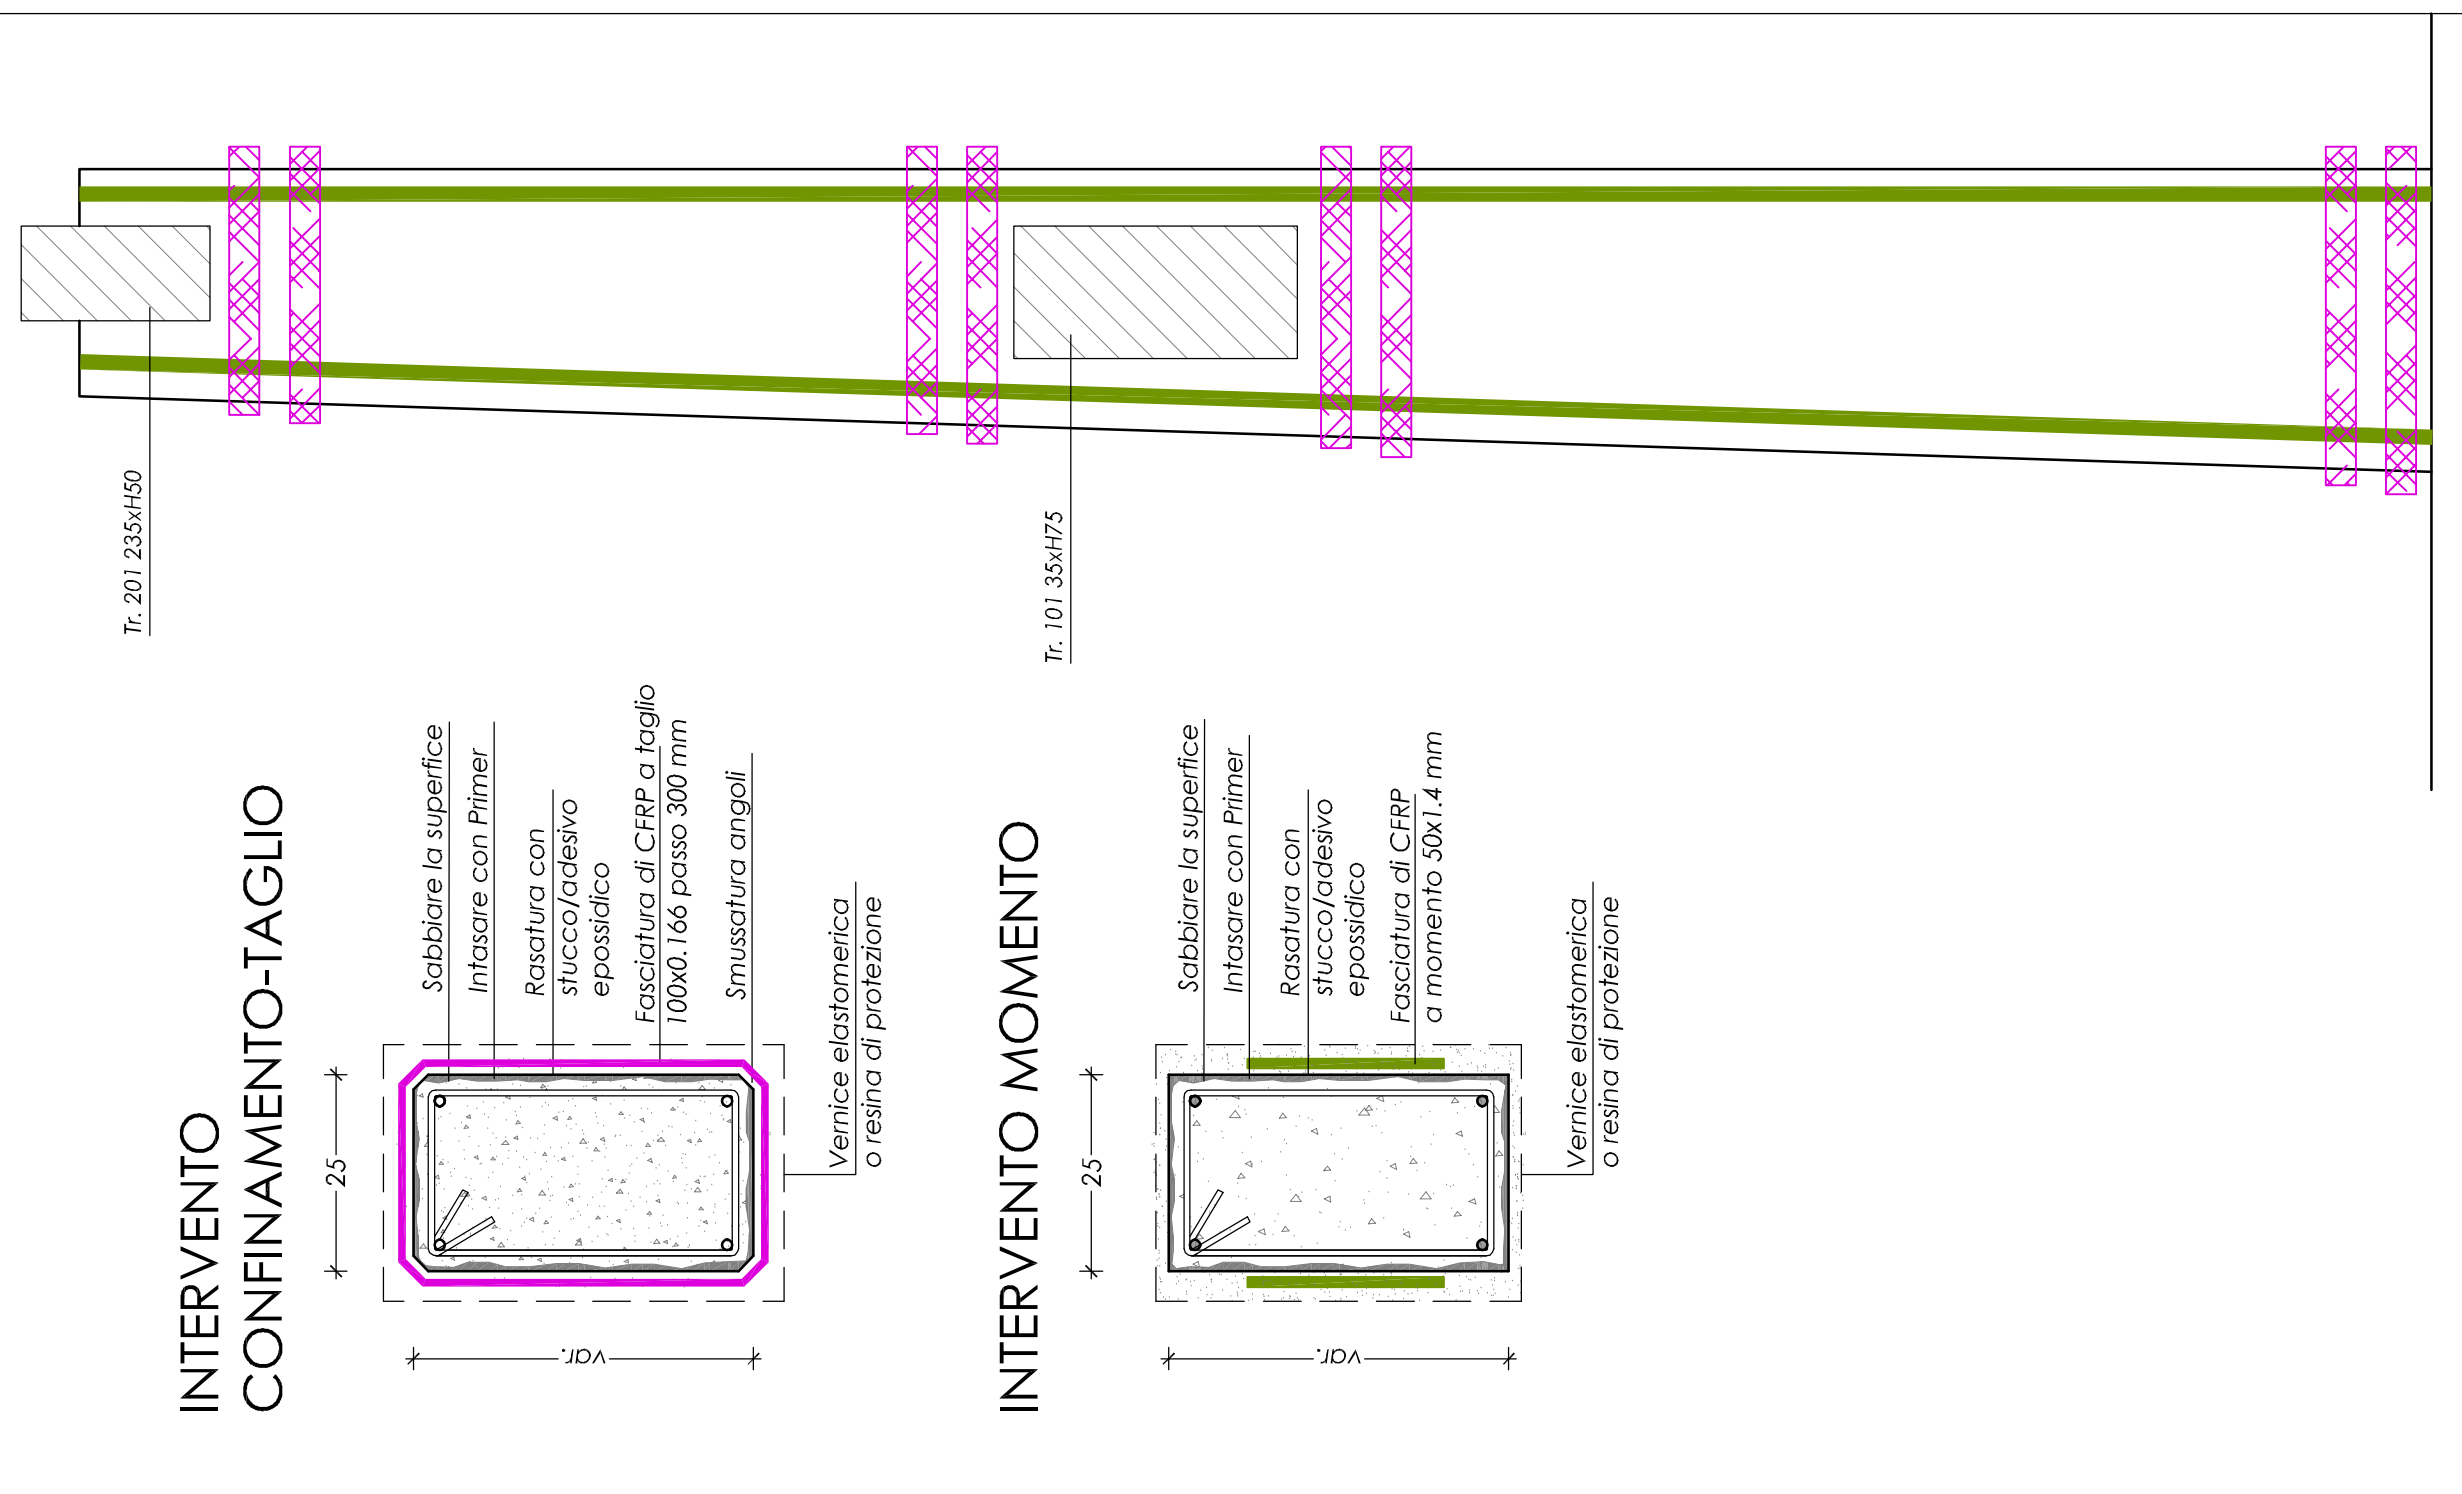 Tr. 201 235xH50
Tr. 101 35xH75
INTERVENTO
CONFINAMENTO-TAGLIO
Sabbiare la superfice
Intasare con Primer
Rasatura con
stucco/adesivo
epossidico
Fasciatura di CFRP a taglio
100x0.166 passo 300 mm
Smussatura angoli
Vernice elastomerica
o resina di protezione
25
var.
INTERVENTO MOMENTO
Sabbiare la superfice
Intasare con Primer
Rasatura con
stucco/adesivo
epossidico
Fasciatura di CFRP
a momento 50x1.4 mm
Vernice elastomerica
o resina di protezione
25
var.